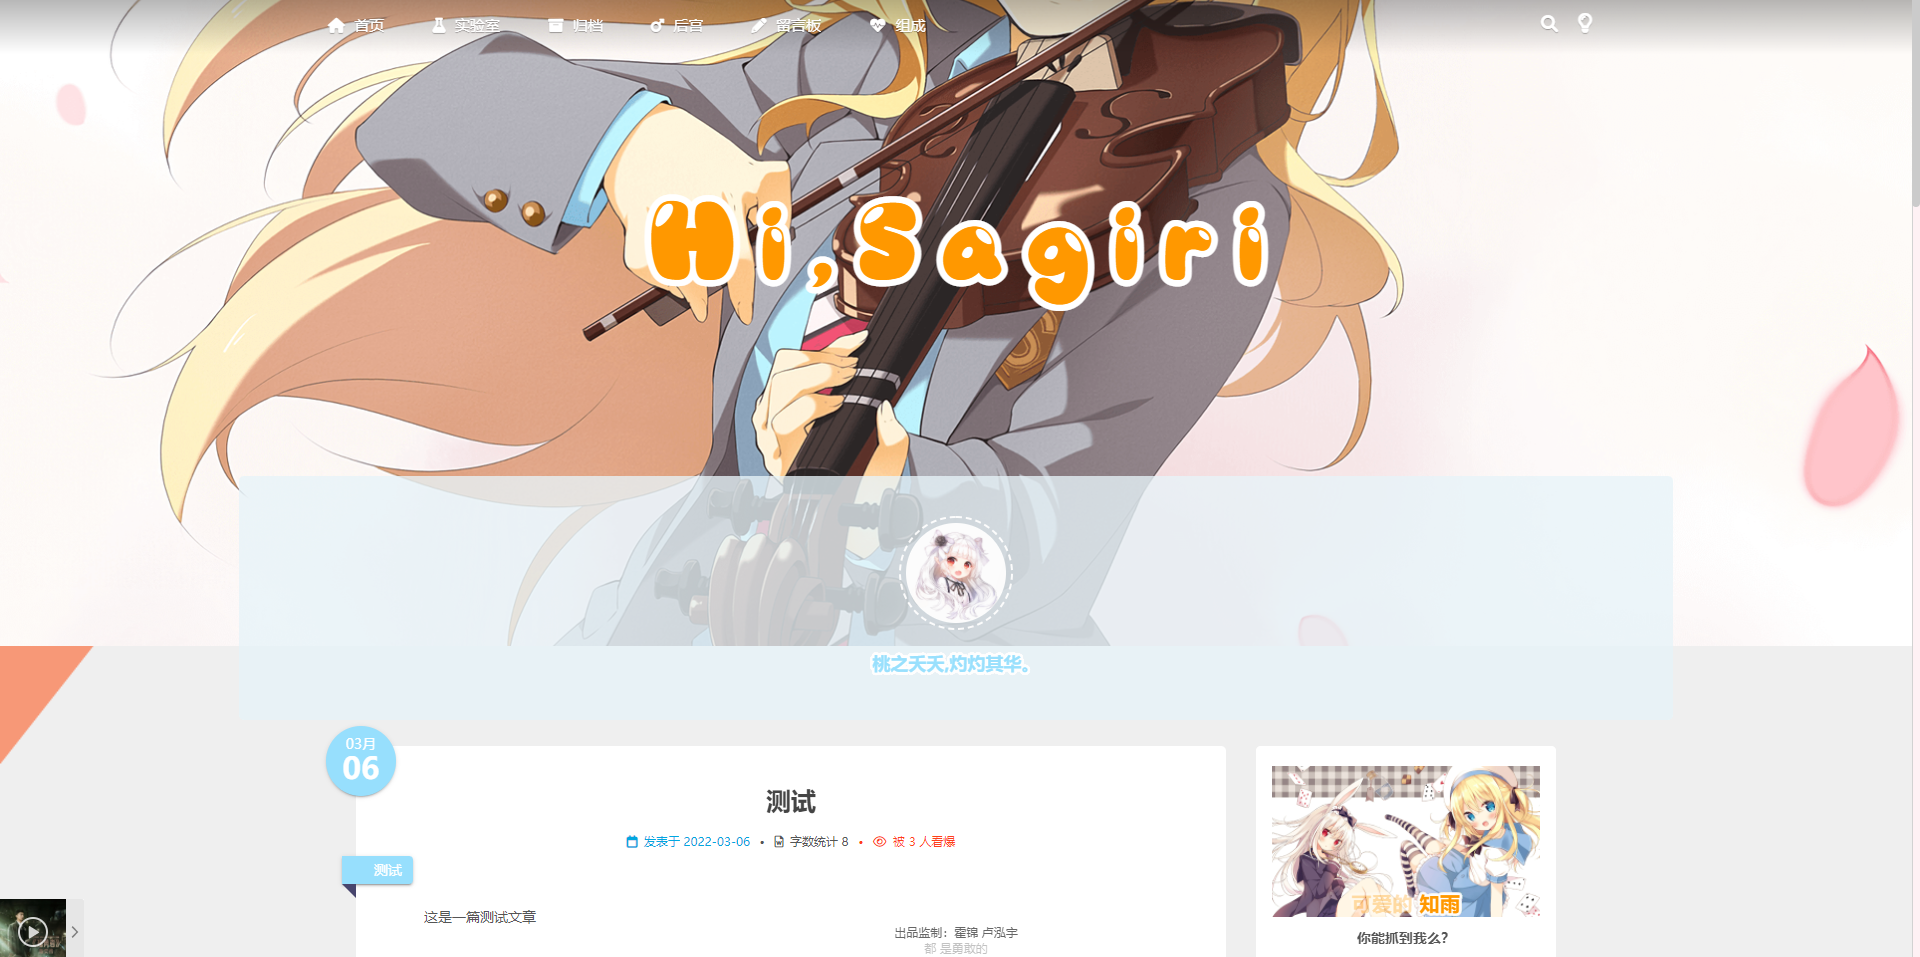 首页 实验室 归档 后宫 留言板 组成
Hi,Sagiri
桃之夭夭,灼灼其华。
03月
06
测试
发表于 2022-03-06 • 字数统计 8 • 被 3 人看爆
测试
这是一篇测试文章
出品监制：霍锦 卢泓宇
都 是勇敢的
可爱的 知雨
你能抓到我么？